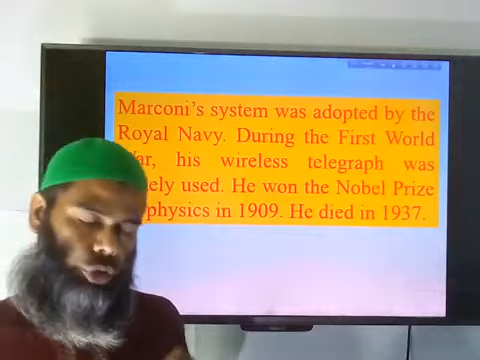 Marconi's system was adopted by the
Royal Navy. During the First World
his wireless telegraph was
used. He won the Nobel Prize
physics in 1909. He died in 1937.